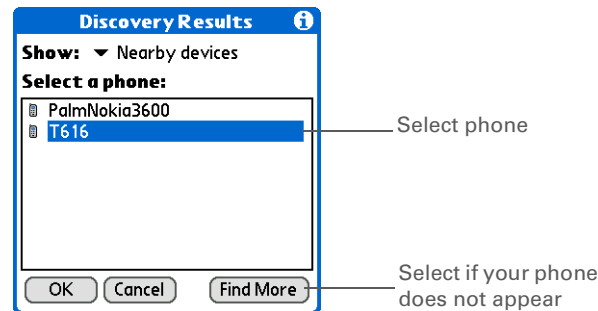 Discovery Results
Show: Nearby devices
Select a phone:
PalmNokia3600
T616
Select phone
OK Cancel Find More
Select if your phone
does not appear